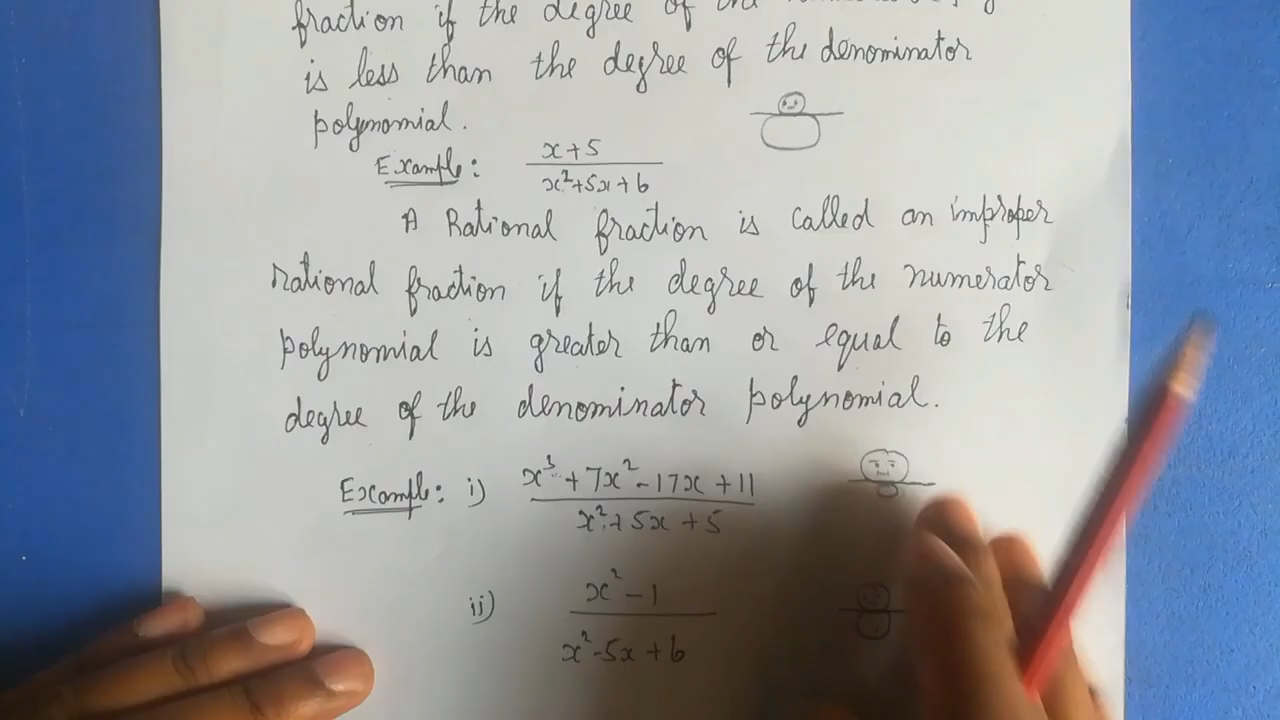 fraction if the degree of the
is less than the degree of the denominator
polynomial.
Example: x+5
x²+5x+6
A Rational fraction is called an improper
rational fraction if the degree of the numerator
polynomial is greater than or equal to the
degree of the denominator polynomial.
Example: i) x³+7x²-17x+11
x²+5x+5
ii) x²-1
x²-5x+6